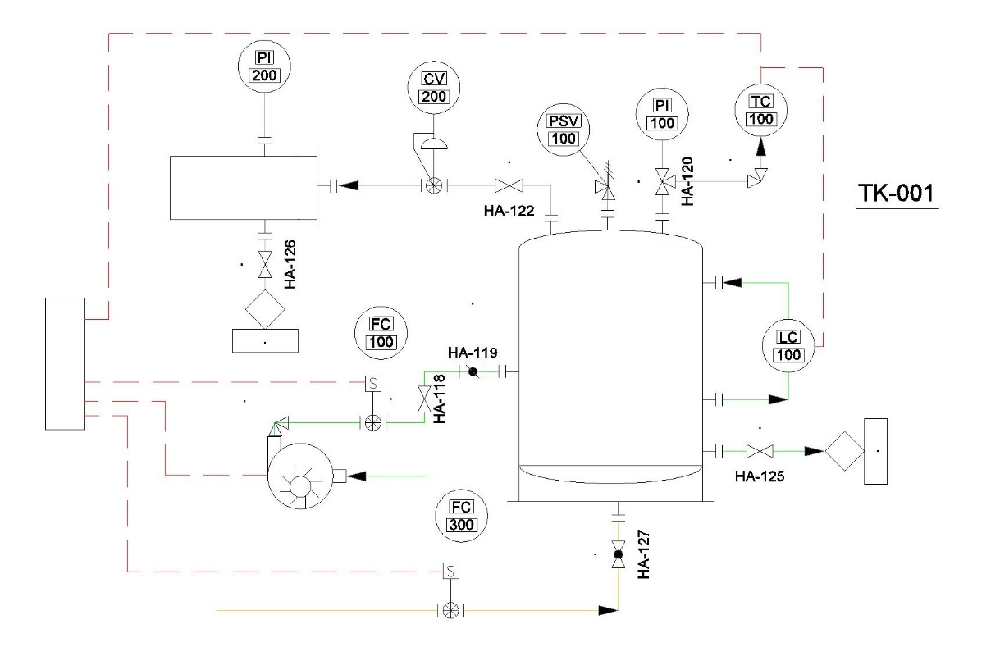 PI
200
CV
200
PSV
100
PI
100
TC
100
HA-120
TK-001
HA-122
HA-126
FC
100
HA-119
HA-118
S
LC
100
HA-125
FC
300
HA-127
S